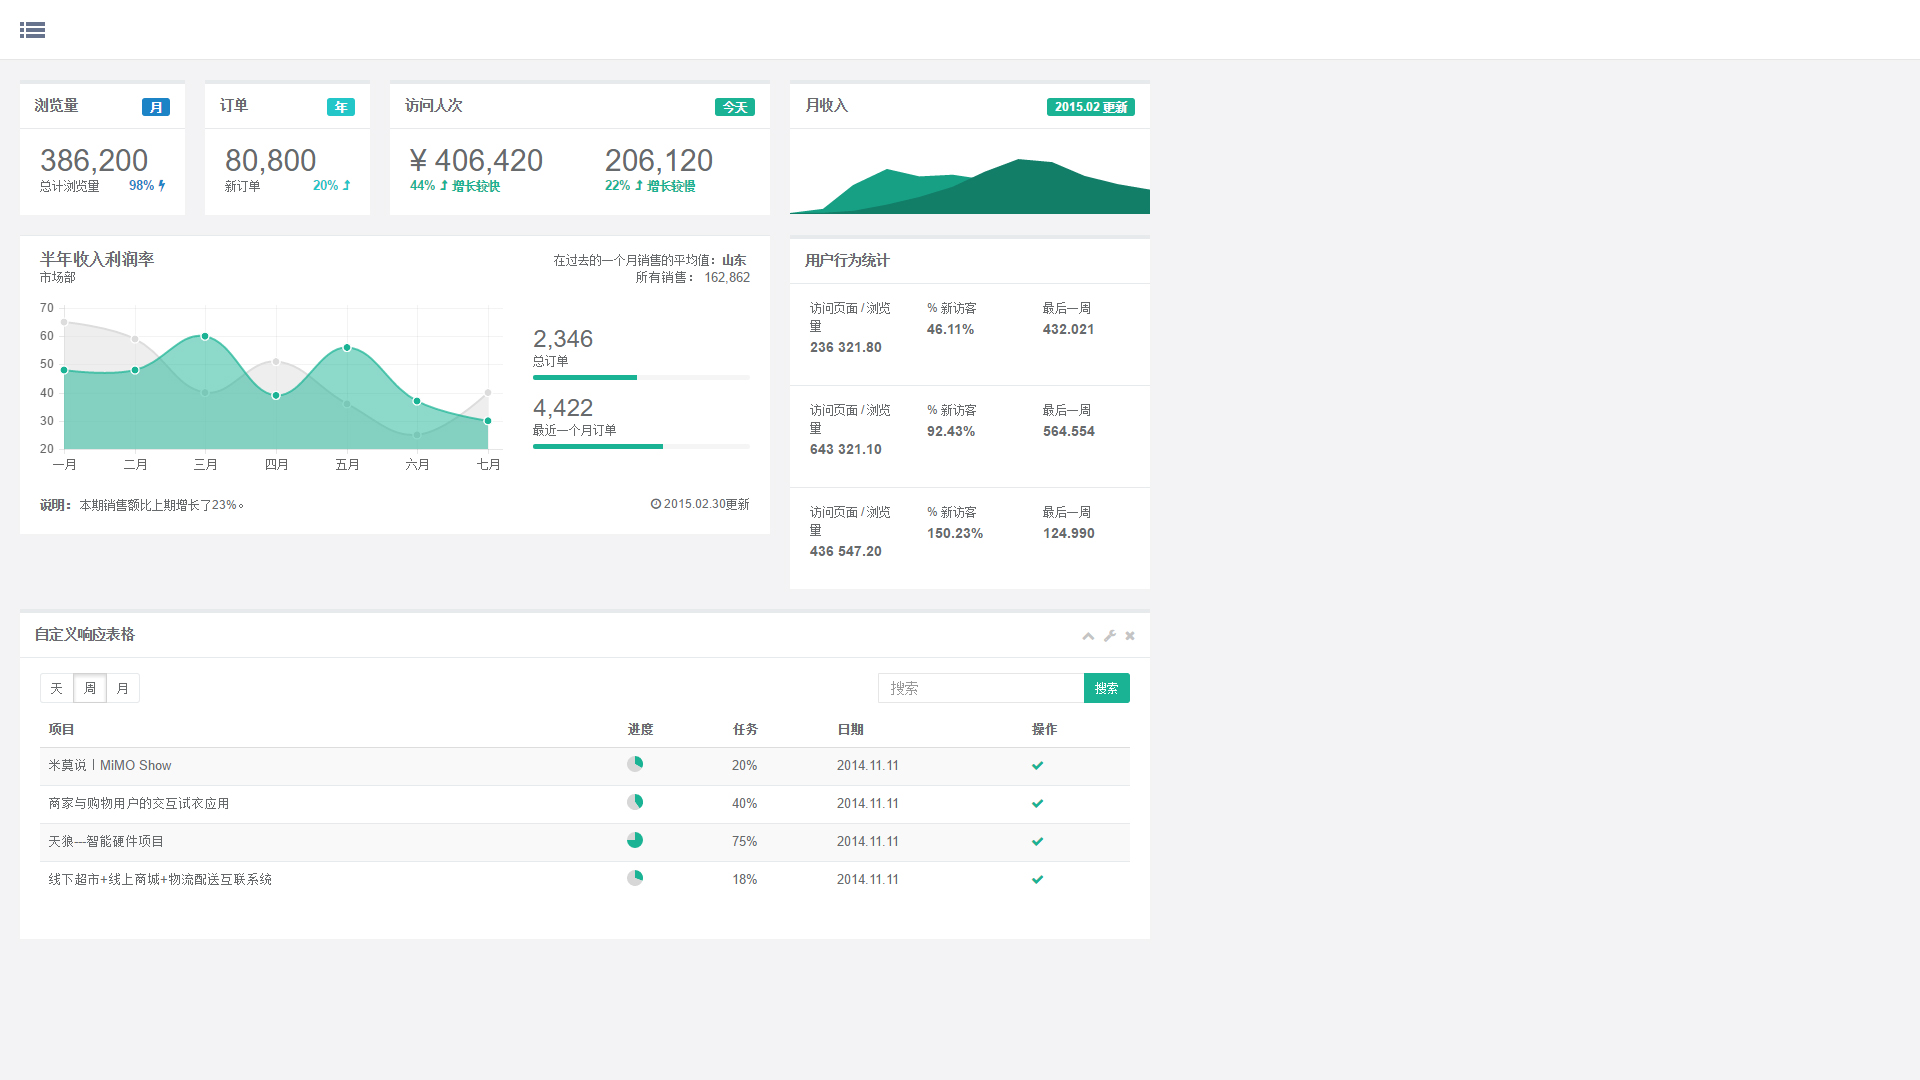 浏览量 月
386,200
总计浏览量 98%
订单 年
80,800
新订单 20%
访问人次 今天
¥ 406,420
44% 增长较快
206,120
22% 增长较慢
月收入 2015.02 更新
半年收入利润率
市场部
在过去的一个月销售的平均值：山东
所有销售： 162,862
70
60
50
40
30
20
一月 二月 三月 四月 五月 六月 七月
2,346
总订单
4,422
最近一个月订单
说明： 本期销售额比上期增长了23%。
2015.02.30更新
用户行为统计
访问页面 / 浏览
量
236 321.80
% 新访客
46.11%
最后一周
432.021
访问页面 / 浏览
量
643 321.10
% 新访客
92.43%
最后一周
564.554
访问页面 / 浏览
量
436 547.20
% 新访客
150.23%
最后一周
124.990
自定义响应表格
天 周 月
搜索 搜索
项目 进度 任务 日期 操作
米莫说丨MiMO Show 20% 2014.11.11
商家与购物用户的交互试衣应用 40% 2014.11.11
天狼---智能硬件项目 75% 2014.11.11
线下超市+线上商城+物流配送互联系统 18% 2014.11.11